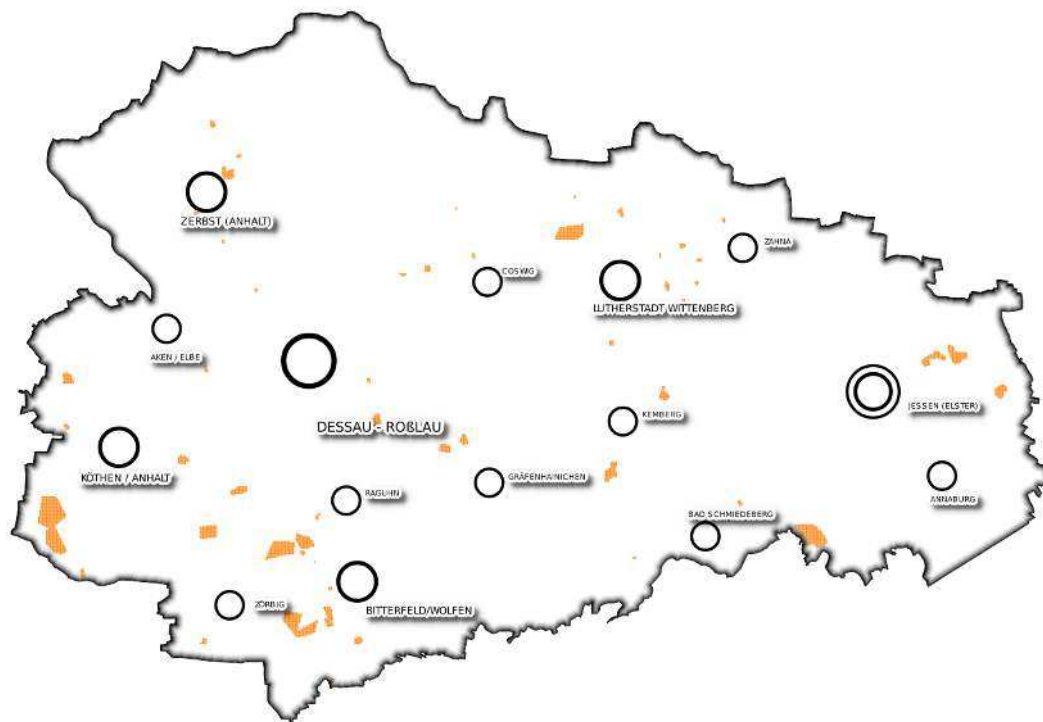 ZERBST (ANHALT)
ZAHNA
COSWIG
LUTHERSTADT WITTENBERG
AKEN / ELBE
JESSEN (ELSTER)
KEMBERG
DESSAU - ROßLAU
KÖTHEN / ANHALT
GRÄFENHAINICHEN
RAGUHN
ANNABURG
BAD SCHMIEDEBERG
ZÖRBIG
BITTERFELD/WOLFEN